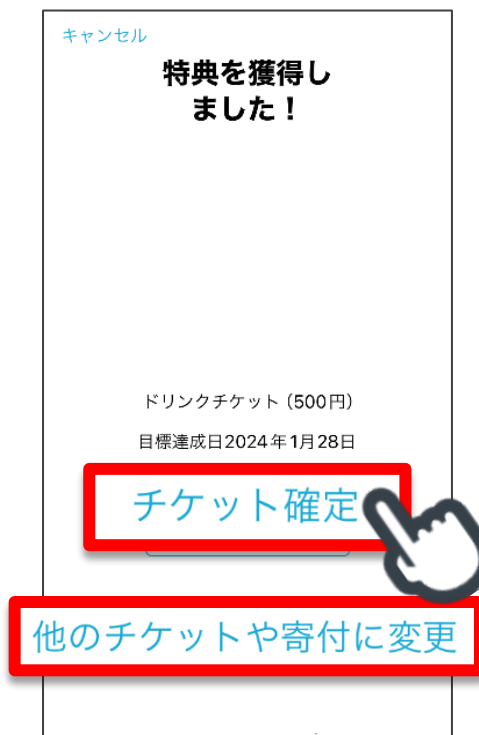 キャンセル
特典を獲得し
ました！
ドリンクチケット（500円）
目標達成日2024年1月28日
チケット確定
他のチケットや寄付に変更